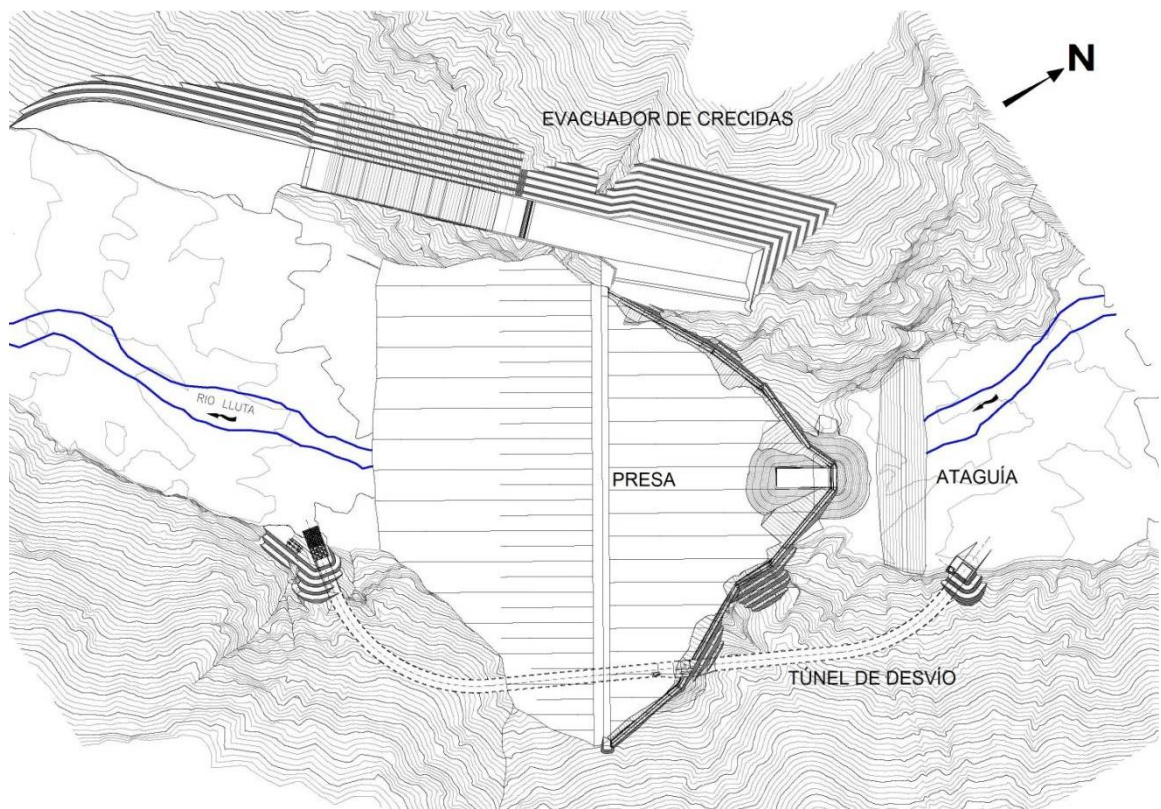 N
EVACUADOR DE CRECIDAS
RIO LLUTA
PRESA
ATAGUÍA
TÚNEL DE DESVÍO